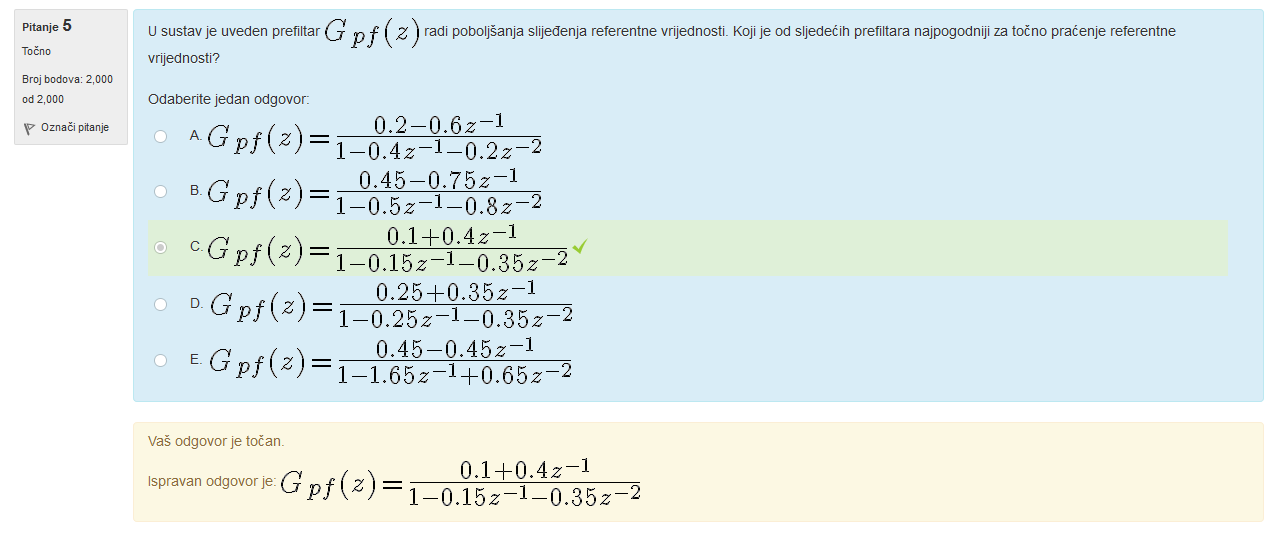 Pitanje 5
Točno
Broj bodova: 2,000
od 2,000
Označi pitanje
U sustav je uveden prefiltar G_{pf}(z) radi poboljšanja slijeđenja referentne vrijednosti. Koji je od sljedećih prefiltara najpogodniji za točno praćenje referentne
vrijednosti?
Odaberite jedan odgovor:
A. G_{pf}(z) = \frac{0.2-0.6z^{-1}}{1-0.4z^{-1}-0.2z^{-2}}
B. G_{pf}(z) = \frac{0.45-0.75z^{-1}}{1-0.5z^{-1}-0.8z^{-2}}
C. G_{pf}(z) = \frac{0.1+0.4z^{-1}}{1-0.15z^{-1}-0.35z^{-2}} ✓
D. G_{pf}(z) = \frac{0.25+0.35z^{-1}}{1-0.25z^{-1}-0.35z^{-2}}
E. G_{pf}(z) = \frac{0.45-0.45z^{-1}}{1-1.65z^{-1}+0.65z^{-2}}
Vaš odgovor je točan.
Ispravan odgovor je: G_{pf}(z) = \frac{0.1+0.4z^{-1}}{1-0.15z^{-1}-0.35z^{-2}}